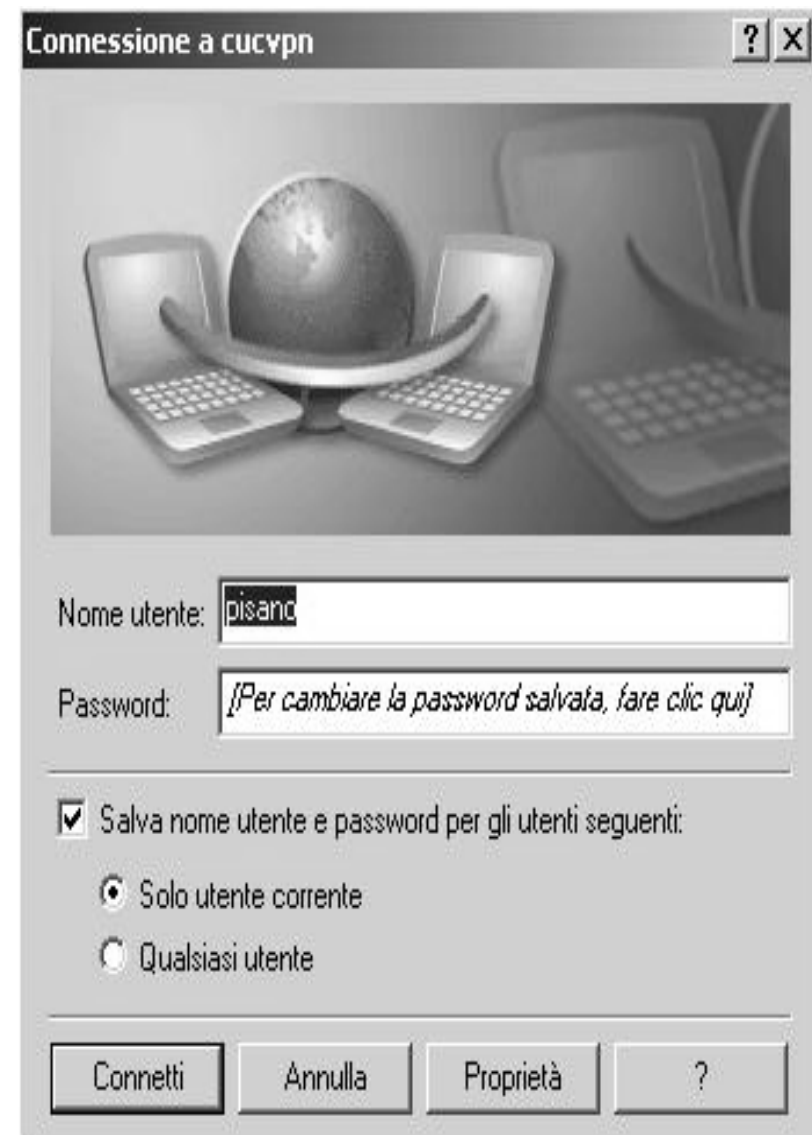 Connessione a cucvpn ? X
Nome utente: pisano
Password: [Per cambiare la password salvata, fare clic qui]
Salva nome utente e password per gli utenti seguenti:
Solo utente corrente
Qualsiasi utente
Connetti Annulla Proprietà ?